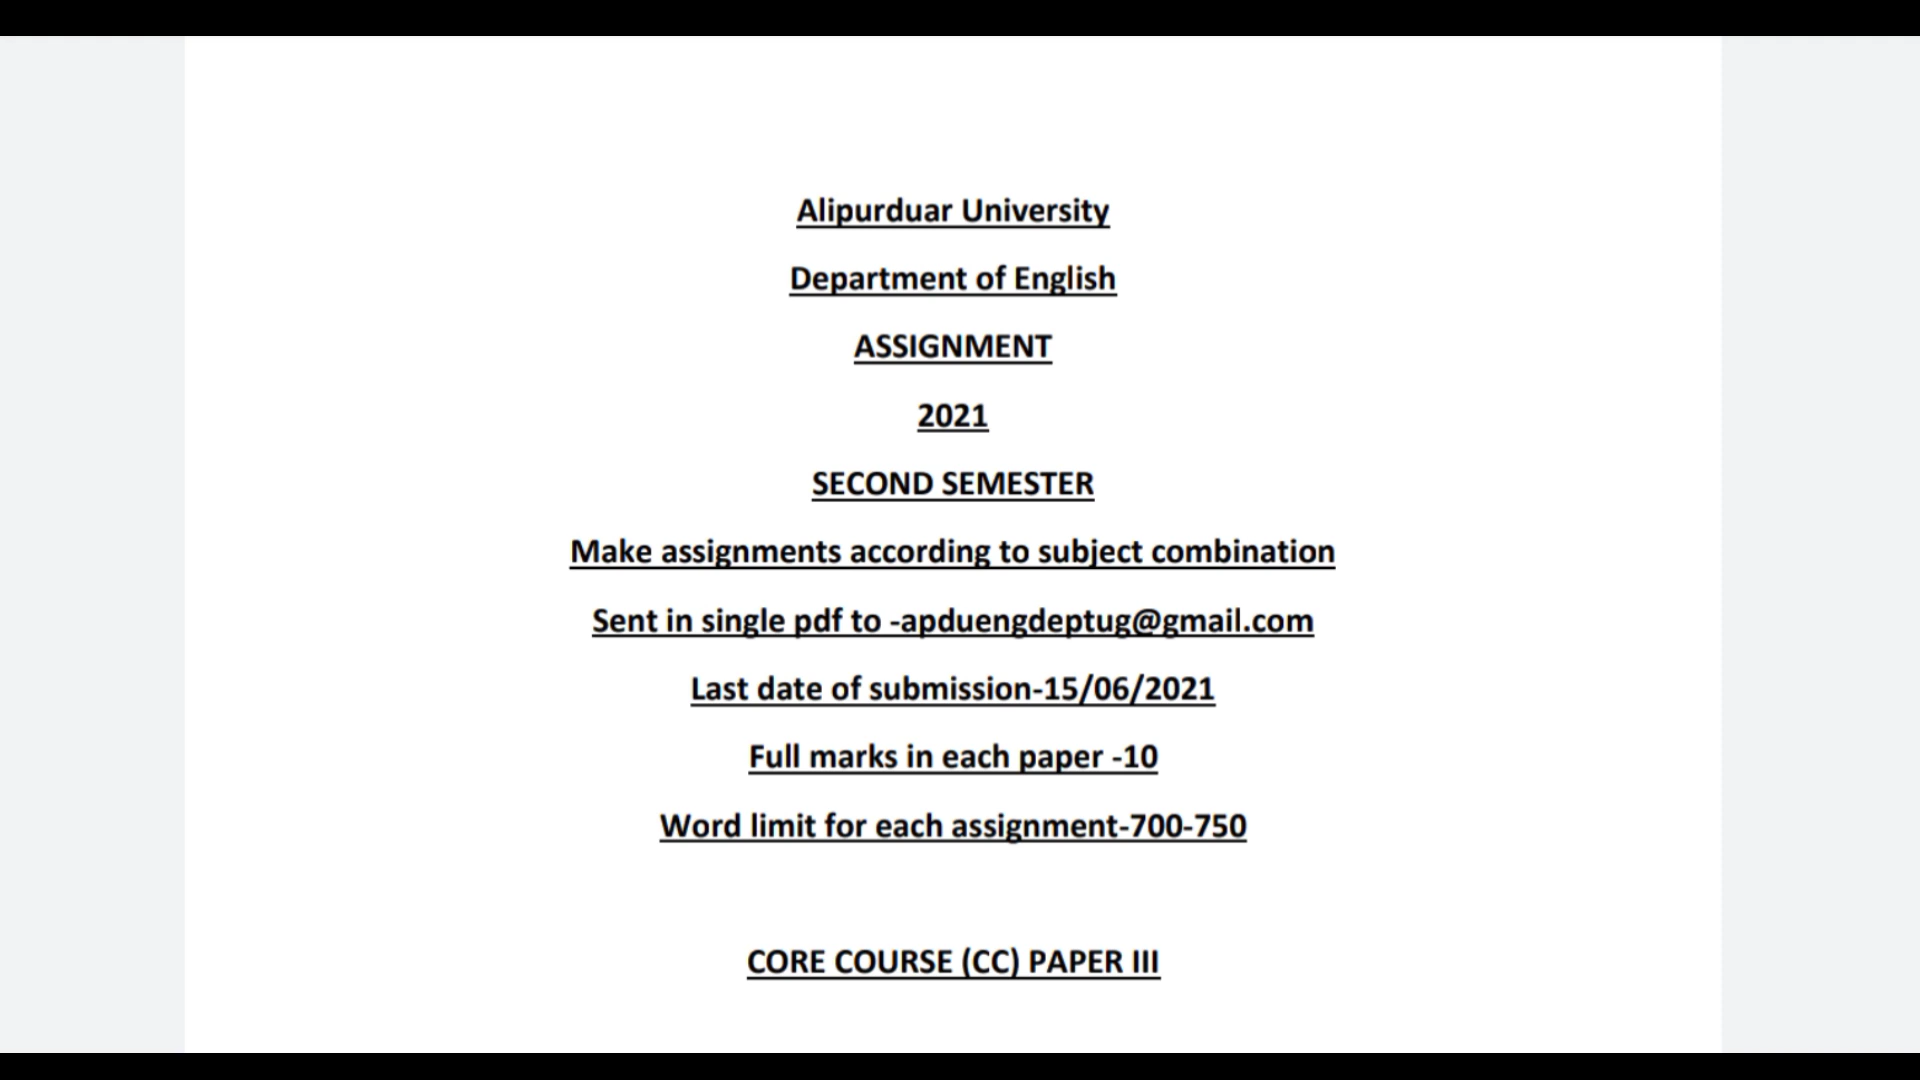 Alipurduar University
Department of English
ASSIGNMENT
2021
SECOND SEMESTER
Make assignments according to subject combination
Sent in single pdf to -apduengdeptug@gmail.com
Last date of submission-15/06/2021
Full marks in each paper -10
Word limit for each assignment-700-750
CORE COURSE (CC) PAPER III